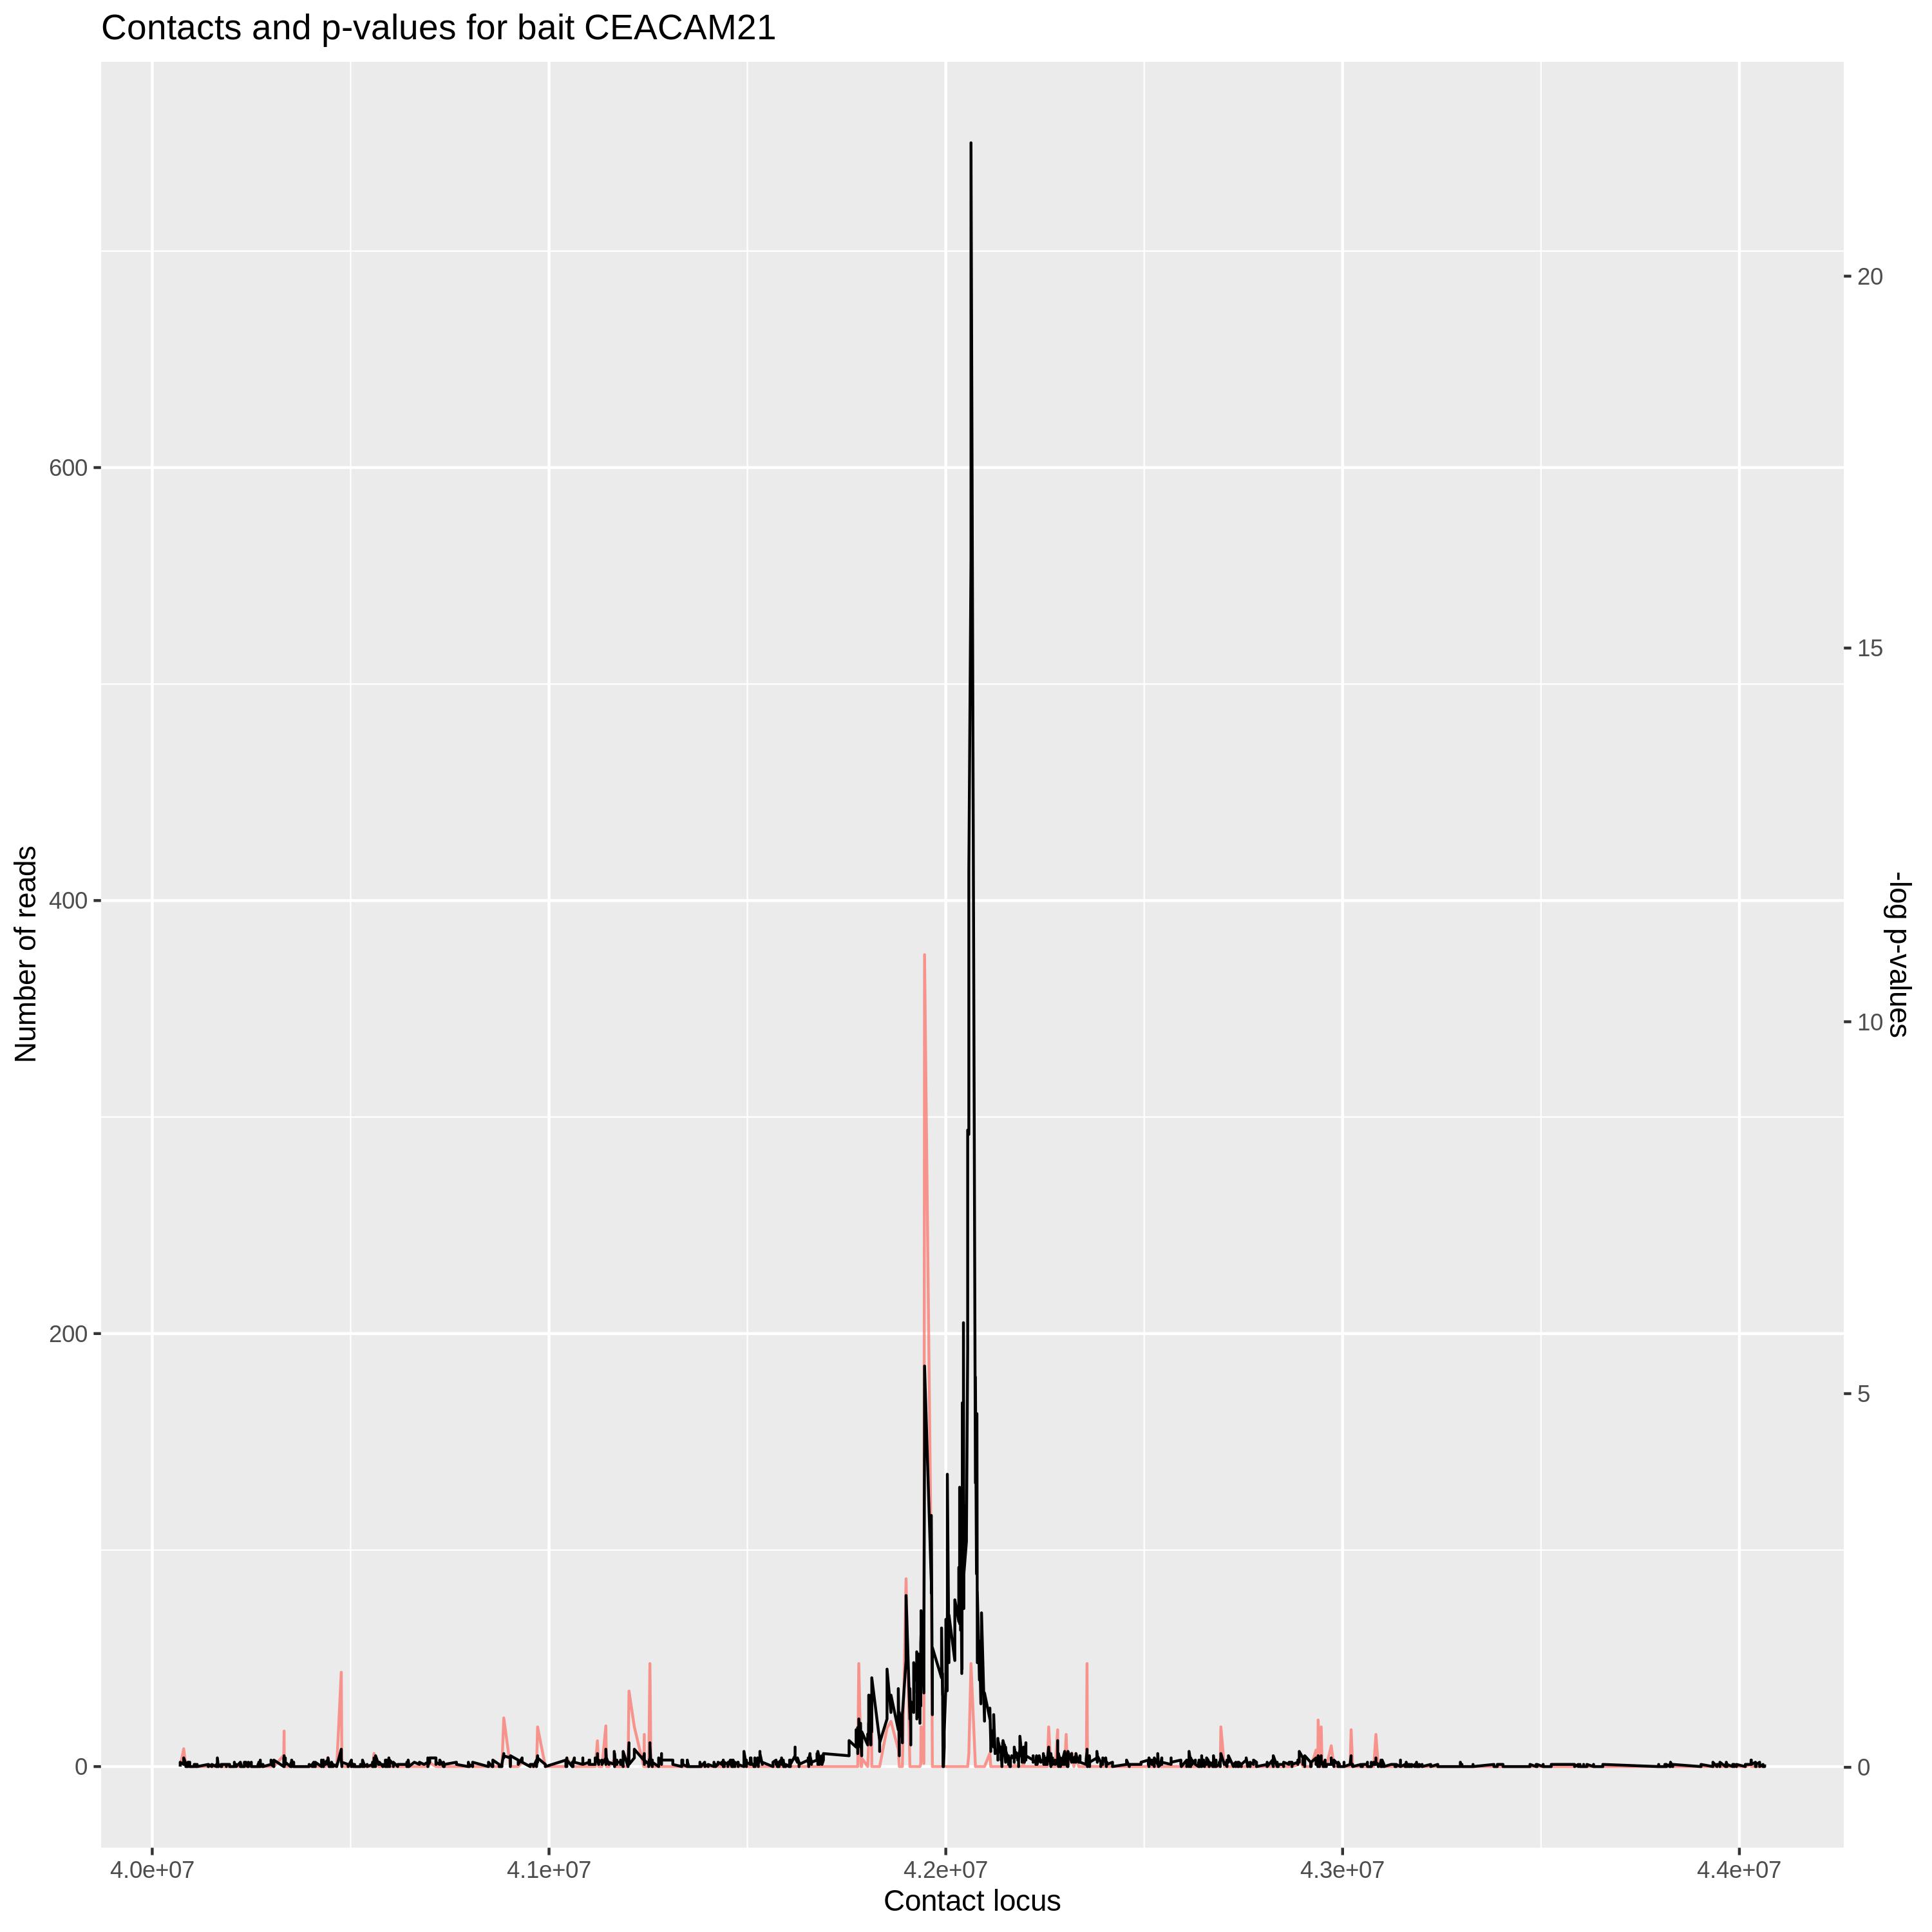 Contacts and p-values for bait CEACAM21
600
400
200
0
Number of reads
20
15
10
5
0
-log p-values
4.0e+07
4.1e+07
4.2e+07
4.3e+07
4.4e+07
Contact locus